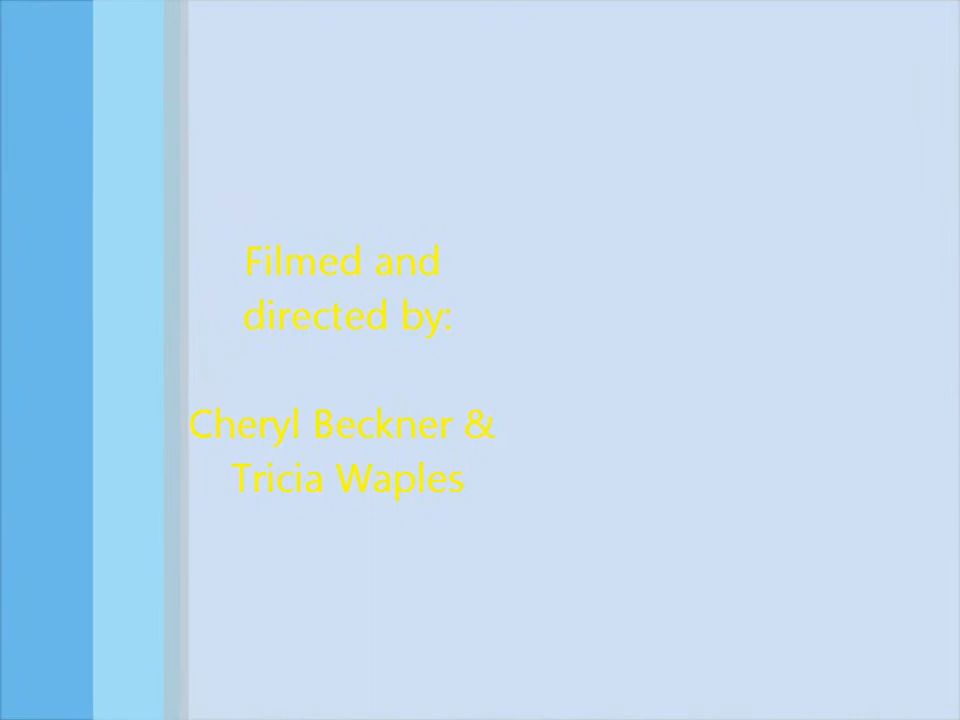 Filmed and
directed by:
Cheryl Beckner &
Tricia Waples